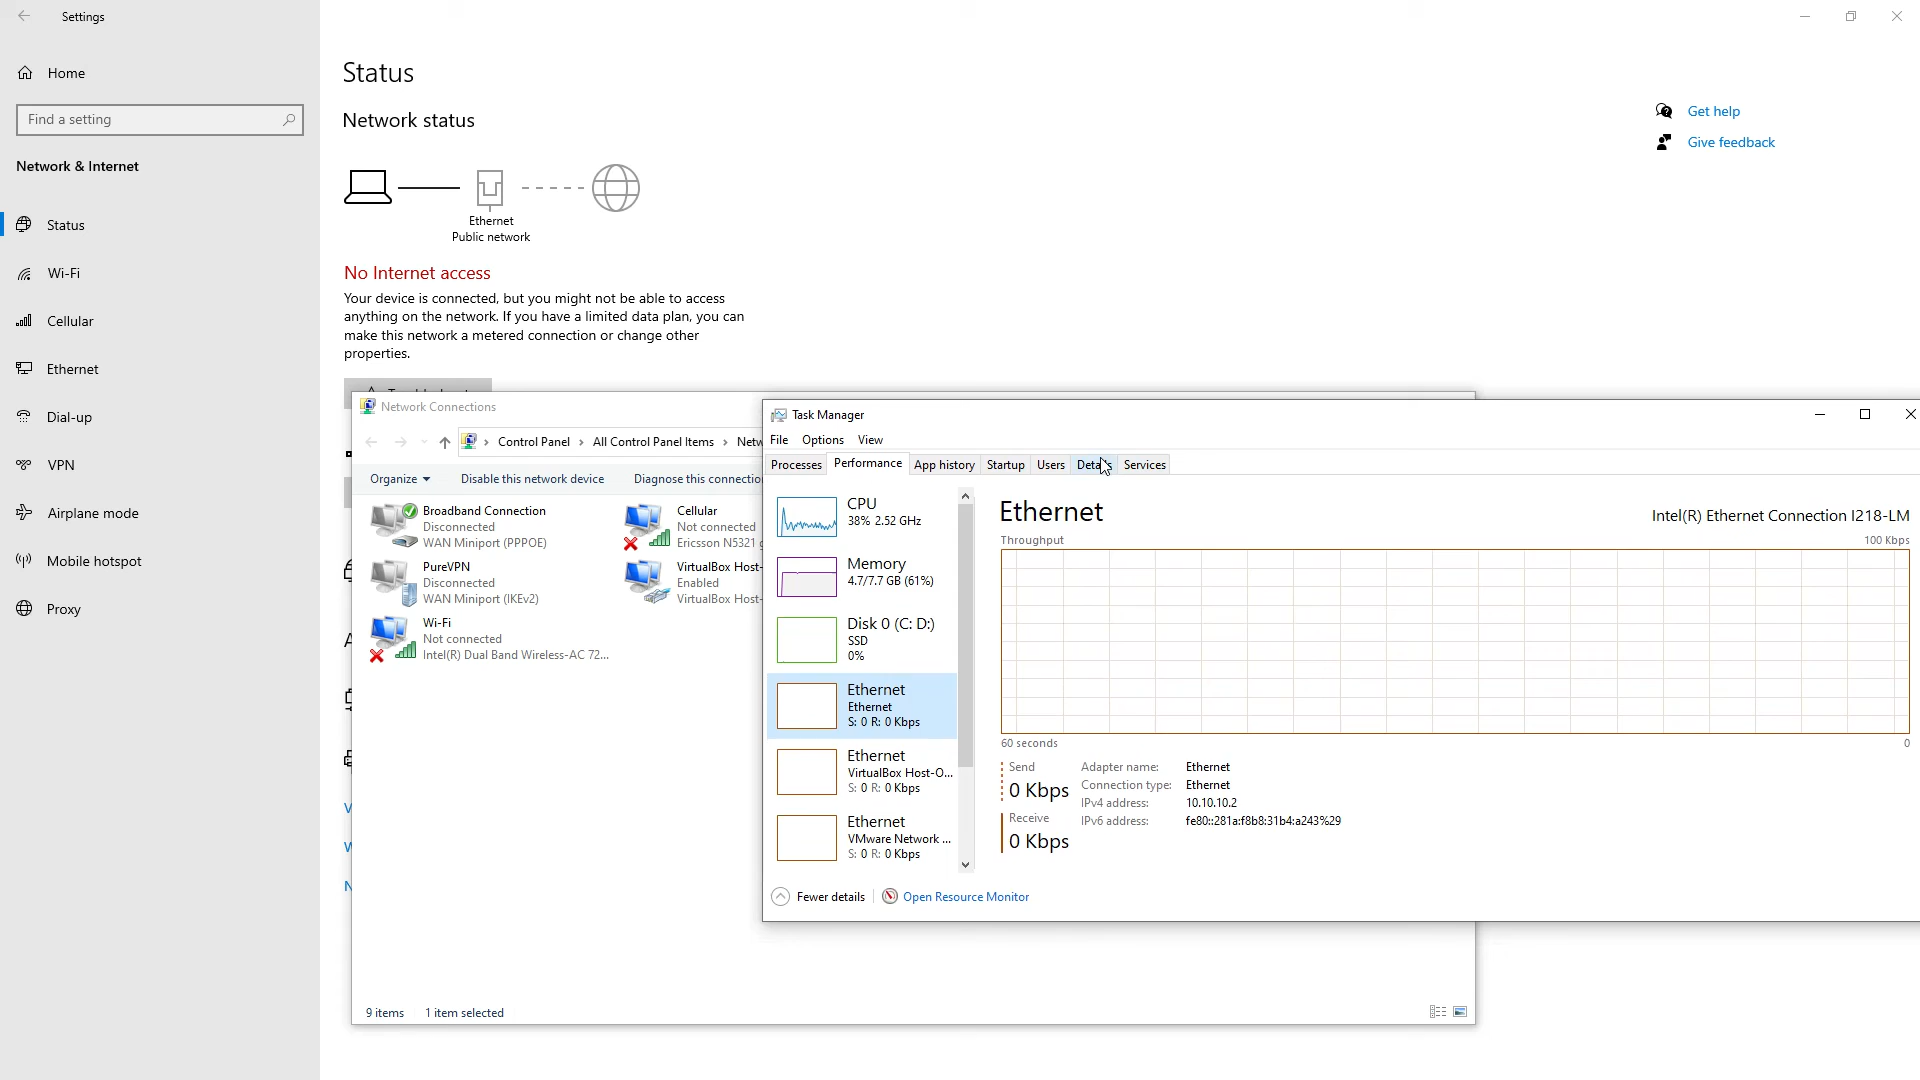 Settings
Home
Find a setting
Network & Internet
Status
Wi-Fi
Cellular
Ethernet
Dial-up
VPN
Airplane mode
Mobile hotspot
Proxy
Status
Network status
Ethernet
Public network
No Internet access
Your device is connected, but you might not be able to access
anything on the network. If you have a limited data plan, you can
make this network a metered connection or change other
properties.
Get help
Give feedback
Network Connections
Control Panel › All Control Panel Items ›
Organize
Disable this network device
Diagnose this
Broadband Connection
Disconnected
WAN Miniport (PPPOE)
Cellular
Not connected
Ericsson N5321
PureVPN
Disconnected
WAN Miniport (IKEv2)
VirtualBox Host-
Enabled
VirtualBox Host-
Wi-Fi
Not connected
Intel(R) Dual Band Wireless-AC 72...
9 items
1 item selected
Task Manager
File Options View
Processes Performance App history Startup Users Details Services
CPU
38% 2.52 GHz
Memory
4.7/7.7 GB (61%)
Disk 0 (C: D:)
SSD
0%
Ethernet
Ethernet
S: 0 R: 0 Kbps
Ethernet
VirtualBox Host-O...
S: 0 R: 0 Kbps
Ethernet
VMware Network ...
S: 0 R: 0 Kbps
Ethernet
Intel(R) Ethernet Connection I218-LM
Throughput
100 Kbps
60 seconds
0
Send
0 Kbps
Receive
0 Kbps
Adapter name: Ethernet
Connection type: Ethernet
IPv4 address: 10.10.10.2
IPv6 address: fe80::281a:f8b8:31b4:a243%29
Fewer details
Open Resource Monitor